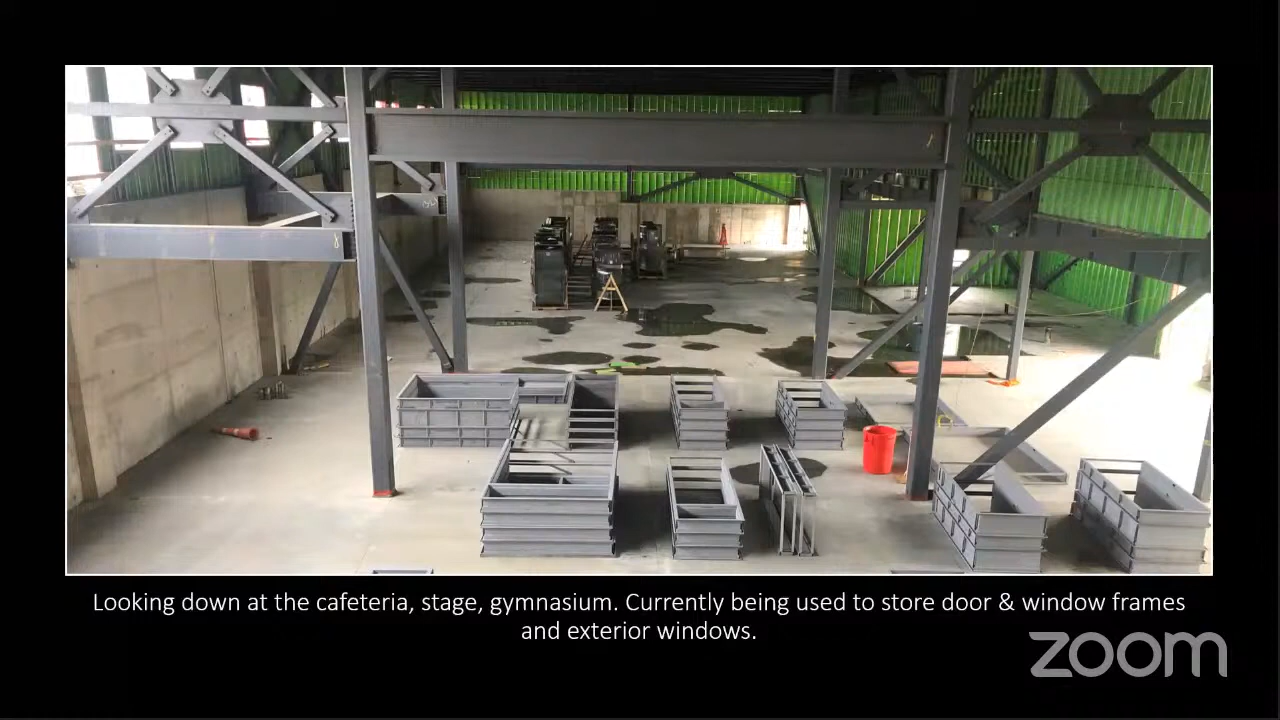 Looking down at the cafeteria, stage, gymnasium. Currently being used to store door & window frames
and exterior windows.
zoom